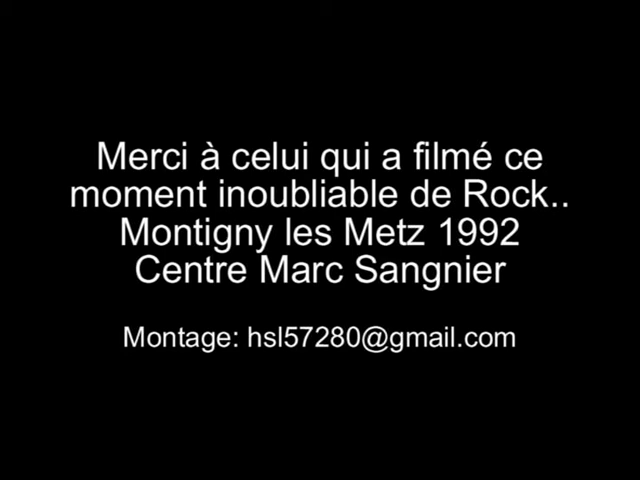 Merci à celui qui a filmé ce
moment inoubliable de Rock..
Montigny les Metz 1992
Centre Marc Sangnier
Montage: hsl57280@gmail.com